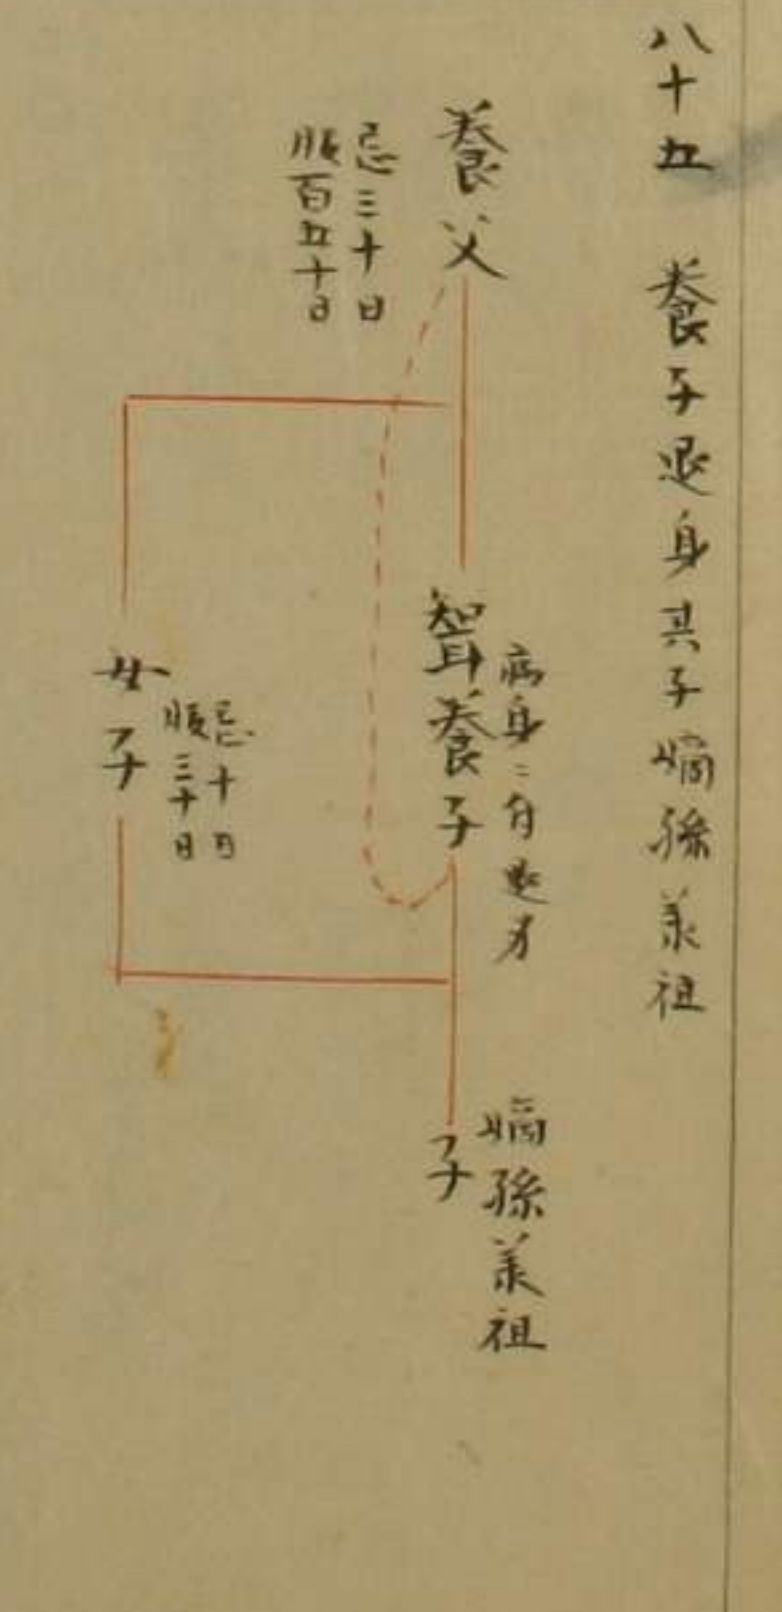 八十五 養子退身其子嫡孫承祖
養父
忌三十日
服百五十日
病身ニ付退身
聟養子
女子
忌十日
服三十日
嫡孫承祖
子